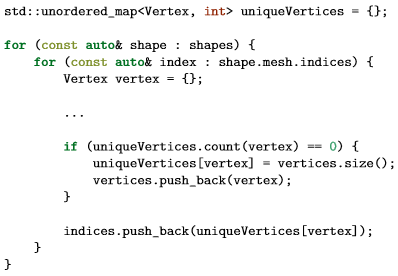 std::unordered_map<Vertex, int> uniqueVertices = {};
for (const auto& shape : shapes) {
    for (const auto& index : shape.mesh.indices) {
        Vertex vertex = {};
        ...
        if (uniqueVertices.count(vertex) == 0) {
            uniqueVertices[vertex] = vertices.size();
            vertices.push_back(vertex);
        }
        indices.push_back(uniqueVertices[vertex]);
    }
}